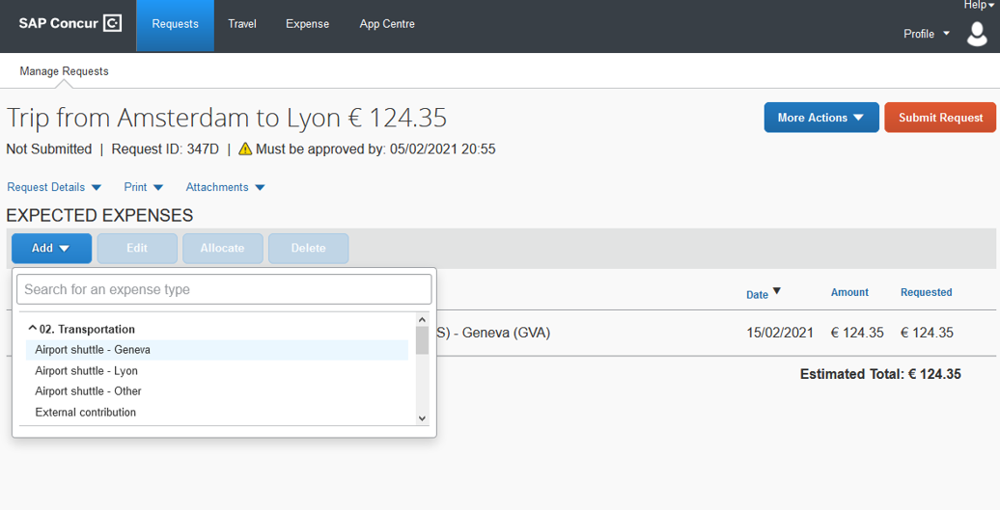 Help
SAP Concur C Requests Travel Expense App Centre
Profile
Manage Requests
Trip from Amsterdam to Lyon € 124.35
More Actions Submit Request
Not Submitted | Request ID: 347D | Must be approved by: 05/02/2021 20:55
Request Details Print Attachments
EXPECTED EXPENSES
Add Edit Allocate Delete
Search for an expense type
Date Amount Requested
02. Transportation
S) - Geneva (GVA) 15/02/2021 € 124.35 € 124.35
Airport shuttle - Geneva
Airport shuttle - Lyon
Estimated Total: € 124.35
Airport shuttle - Other
External contribution